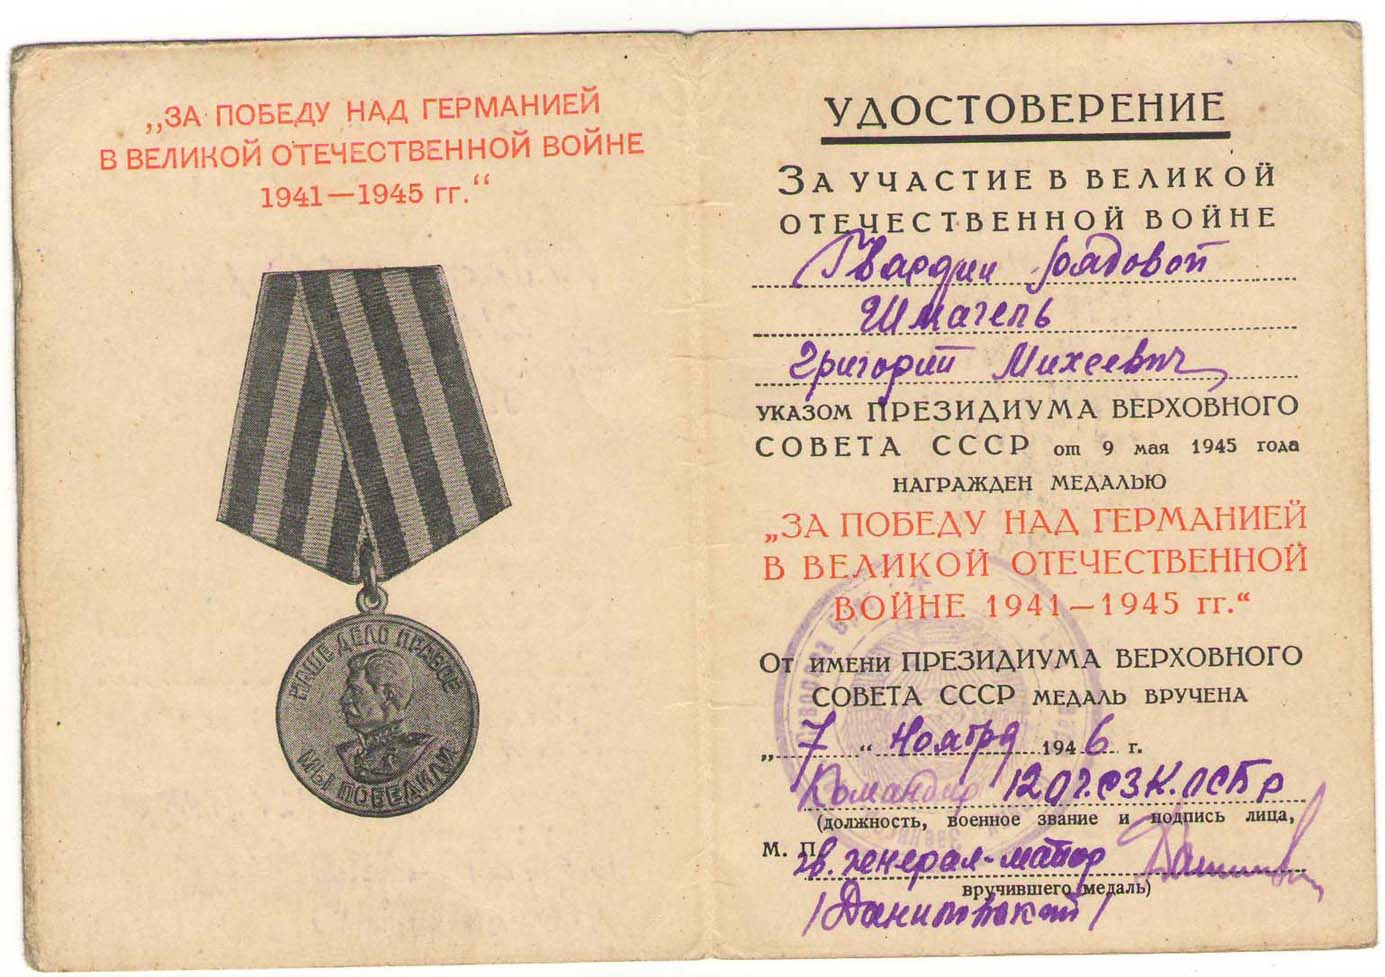 „ЗА ПОБЕДУ НАД ГЕРМАНИЕЙ
В ВЕЛИКОЙ ОТЕЧЕСТВЕННОЙ ВОЙНЕ
1941—1945 гг.“
НАШЕ ДЕЛО ПРАВОЕ
МЫ ПОБЕДИЛИ
УДОСТОВЕРЕНИЕ
ЗА УЧАСТИЕ В ВЕЛИКОЙ
ОТЕЧЕСТВЕННОЙ ВОЙНЕ
Гвардии рядовой
Шмагель
Григорий Михеевич
УКАЗОМ ПРЕЗИДИУМА ВЕРХОВНОГО
СОВЕТА СССР от 9 мая 1945 года
НАГРАЖДЕН МЕДАЛЬЮ
„ЗА ПОБЕДУ НАД ГЕРМАНИЕЙ
В ВЕЛИКОЙ ОТЕЧЕСТВЕННОЙ
ВОЙНЕ 1941—1945 гг.“
ОТ ИМЕНИ ПРЕЗИДИУМА ВЕРХОВНОГО
СОВЕТА СССР МЕДАЛЬ ВРУЧЕНА
„7“ Ноября 1946 г.
Командир 12
(должность, военное звание и подпись лица,
М. П.
гв. генерал-майор
вручившего медаль)